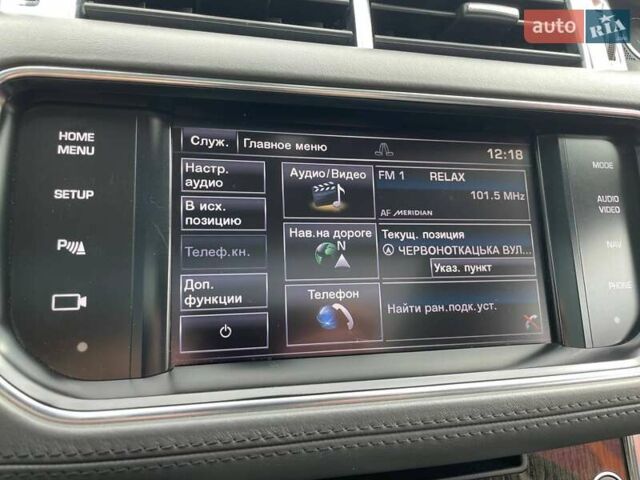 auto RIA
HOME
MENU
SETUP
Служ. Главное меню
12:18
Настр.
аудио
В исх.
позицию
Телеф.кн.
Доп.
функции
Аудио/Видео
Нав.на дороге
N
Телефон
FM 1 RELAX
101.5 MHz
AF MERIDIAN
Текущ. позиция
ЧЕРВОНОТКАЦЬКА ВУЛ...
Указ. пункт
Найти ран.подк.уст.
MODE
AUDIO
VIDEO
NAV
PHONE